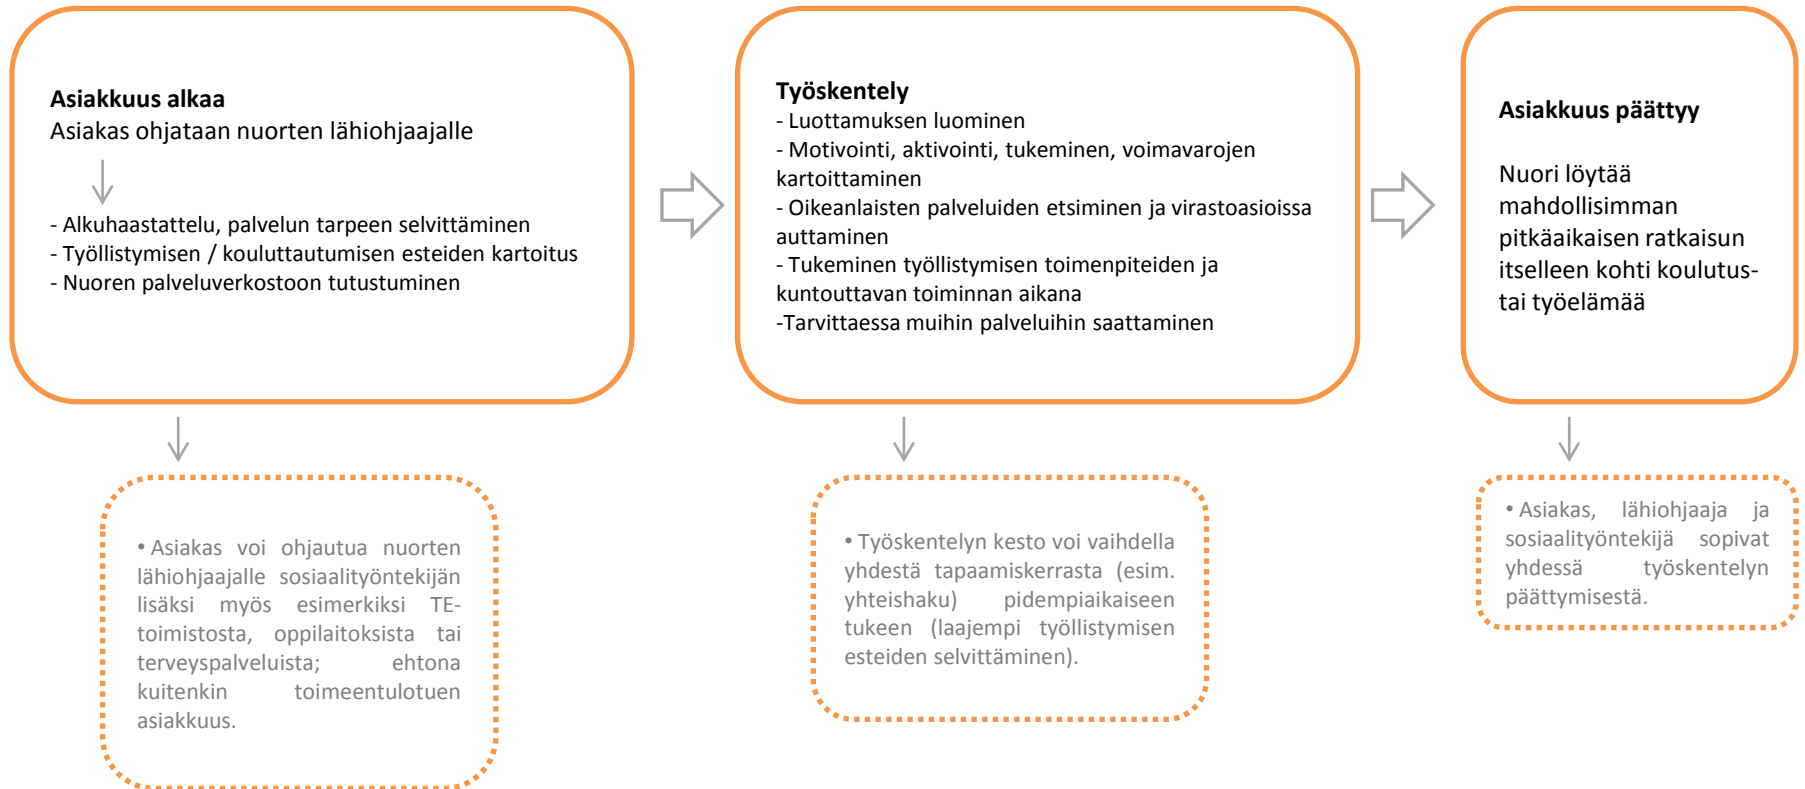 Asiakkuus alkaa
Asiakas ohjataan nuorten lähiohjaajalle
- Alkuhaastattelu, palvelun tarpeen selvittäminen
- Työllistymisen / kouluttautumisen esteiden kartoitus
- Nuoren palveluverkostoon tutustuminen
Työskentely
- Luottamuksen luominen
- Motivointi, aktivointi, tukeminen, voimavarojen
kartoittaminen
- Oikeanlaisten palveluiden etsiminen ja virastoasioissa
auttaminen
- Tukeminen työllistymisen toimenpiteiden ja
kuntouttavan toiminnan aikana
-Tarvittaessa muihin palveluihin saattaminen
Asiakkuus päättyy
Nuori löytää
mahdollisimman
pitkäaikaisen ratkaisun
itselleen kohti koulutus-
tai työelämää
• Asiakas voi ohjautua nuorten
lähiohjaajalle sosiaalityöntekijän
lisäksi myös esimerkiksi TE-
toimistosta, oppilaitoksista tai
terveyspalveluista; ehtona
kuitenkin toimeentulotuen
asiakkuus.
• Työskentelyn kesto voi vaihdella
yhdestä tapaamiskerrasta (esim.
yhteishaku) pidempiaikaiseen
tukeen (laajempi työllistymisen
esteiden selvittäminen).
• Asiakas, lähiohjaaja ja
sosiaalityöntekijä sopivat
yhdessä työskentelyn
päättymisestä.